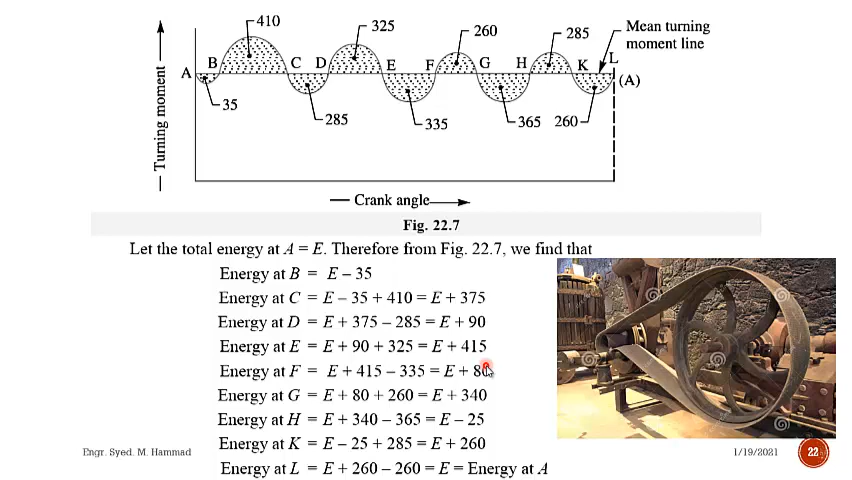 410
325
260
285
Mean turning
moment line
A
B
C
D
E
F
G
H
K
L
(A)
35
285
335
365
260
Turning moment
Crank angle
Fig. 22.7
Let the total energy at A = E. Therefore from Fig. 22.7, we find that
Energy at B = E – 35
Energy at C = E – 35 + 410 = E + 375
Energy at D = E + 375 – 285 = E + 90
Energy at E = E + 90 + 325 = E + 415
Energy at F = E + 415 – 335 = E + 80
Energy at G = E + 80 + 260 = E + 340
Energy at H = E + 340 – 365 = E – 25
Energy at K = E – 25 + 285 = E + 260
Energy at L = E + 260 – 260 = E = Energy at A
Engr. Syed. M. Hammad
1/19/2021
22